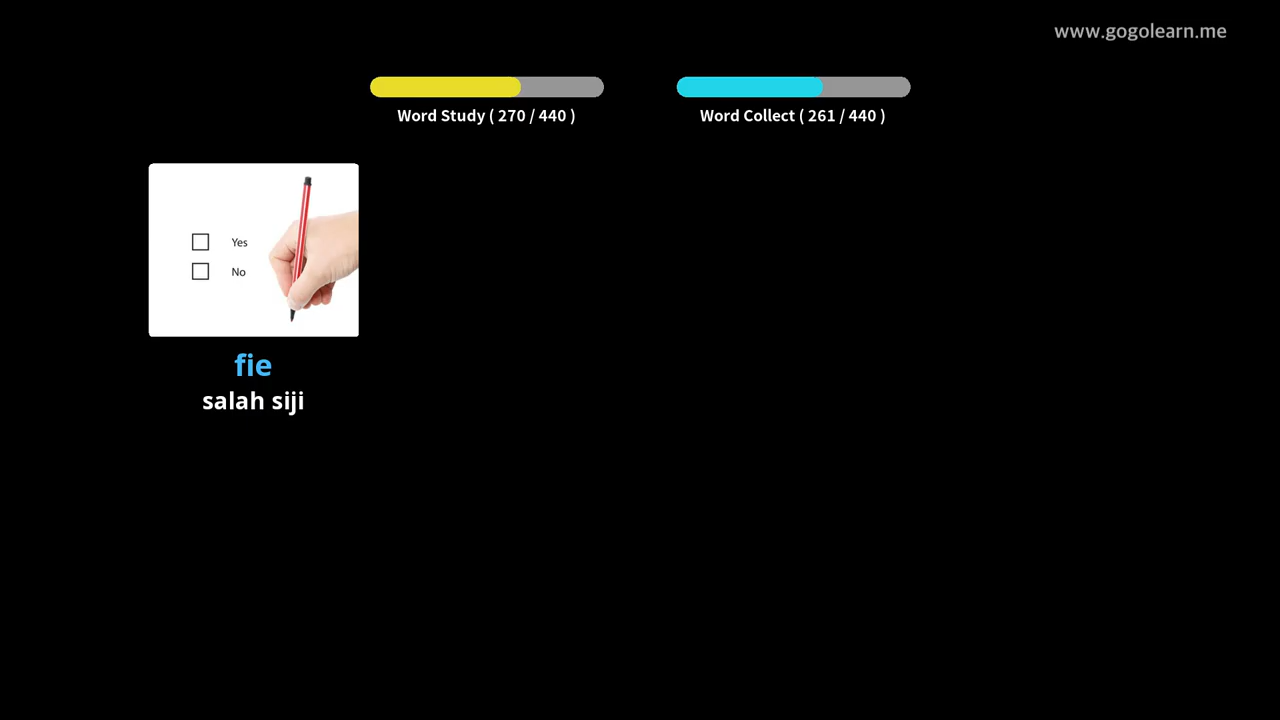 www.gogolearn.me
Word Study ( 270 / 440 )
Word Collect ( 261 / 440 )
Yes
No
fie
salah siji